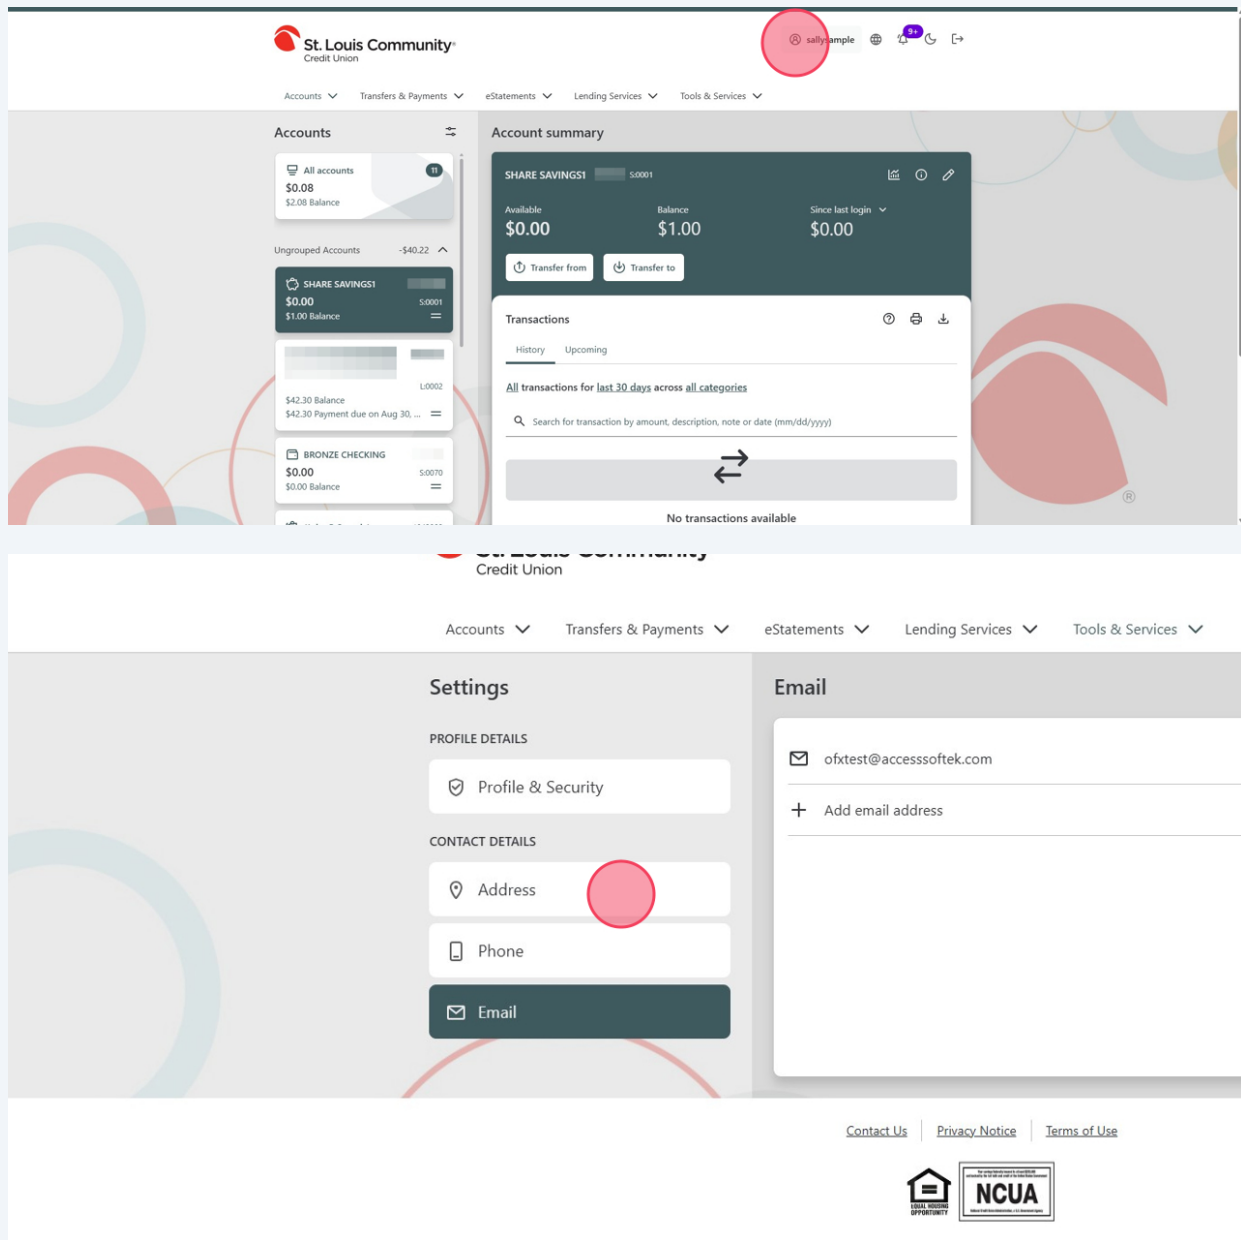 St. Louis Community®
Credit Union
sallysample
9+
Accounts
Transfers & Payments
eStatements
Lending Services
Tools & Services
Accounts
All accounts
11
$0.08
$2.08 Balance
Ungrouped Accounts
-$40.22
SHARE SAVINGS1
$0.00
S:0001
$1.00 Balance
L:0002
$42.30 Balance
$42.30 Payment due on Aug 30, ...
BRONZE CHECKING
$0.00
S:0070
$0.00 Balance
Account summary
SHARE SAVINGS1 S:0001
Available
Balance
Since last login
$0.00
$1.00
$0.00
Transfer from
Transfer to
Transactions
History
Upcoming
All transactions for last 30 days across all categories
Search for transaction by amount, description, note or date (mm/dd/yyyy)
No transactions available
®
St. Louis Community
Credit Union
Accounts
Transfers & Payments
eStatements
Lending Services
Tools & Services
Settings
PROFILE DETAILS
Profile & Security
CONTACT DETAILS
Address
Phone
Email
Email
ofxtest@accesssoftek.com
Add email address
Contact Us
Privacy Notice
Terms of Use
EQUAL HOUSING
OPPORTUNITY
NCUA